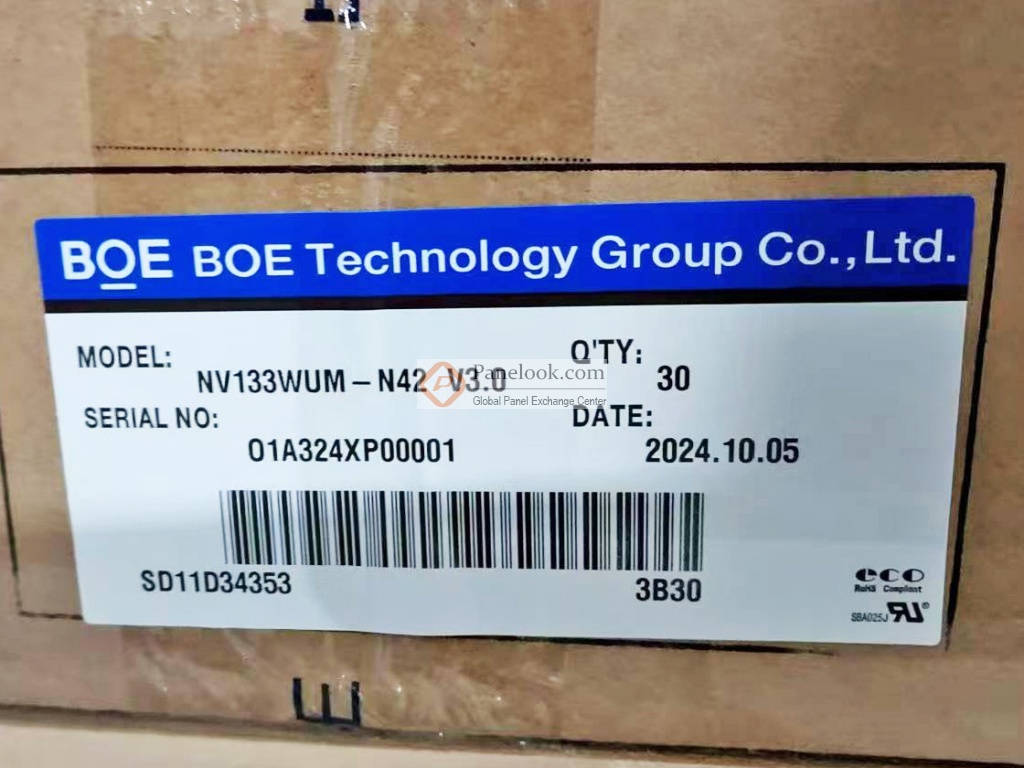 BOE BOE Technology Group Co.,Ltd.
MODEL: Q'TY:
NV133WUM-N42 V3.0 30
Panelook.com
Global Panel Exchange Center
SERIAL NO: DATE:
01A324XP00001 2024.10.05
SD11D34353 3B30
eco
RoHS Compliant
SBA025J RU®
E